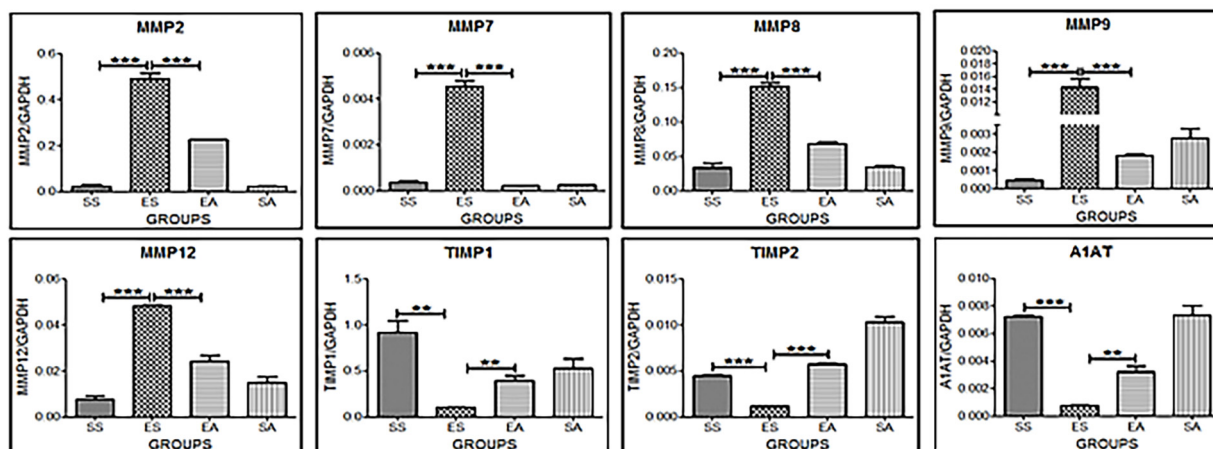 MMP2
MMP2/GAPDH
0.6
0.4
0.2
0.0
*** ***
SS ES EA SA
GROUPS
MMP7
MMP7/GAPDH
0.006
0.004
0.002
0.000
*** ***
SS ES EA SA
GROUPS
MMP8
MMP8/GAPDH
0.20
0.15
0.10
0.05
0.00
*** ***
SS ES EA SA
GROUPS
MMP9
MMP9/GAPDH
0.020
0.018
0.016
0.014
0.012
0.003
0.002
0.001
0.000
*** ***
SS ES EA SA
GROUPS
MMP12
MMP12/GAPDH
0.06
0.04
0.02
0.00
*** ***
SS ES EA SA
GROUPS
TIMP1
TIMP1/GAPDH
1.5
1.0
0.5
0.0
**
**
SS ES EA SA
GROUPS
TIMP2
TIMP2/GAPDH
0.015
0.010
0.005
0.000
***
***
SS ES EA SA
GROUPS
A1AT
A1AT/GAPDH
0.010
0.008
0.006
0.004
0.002
0.000
***
**
SS ES EA SA
GROUPS